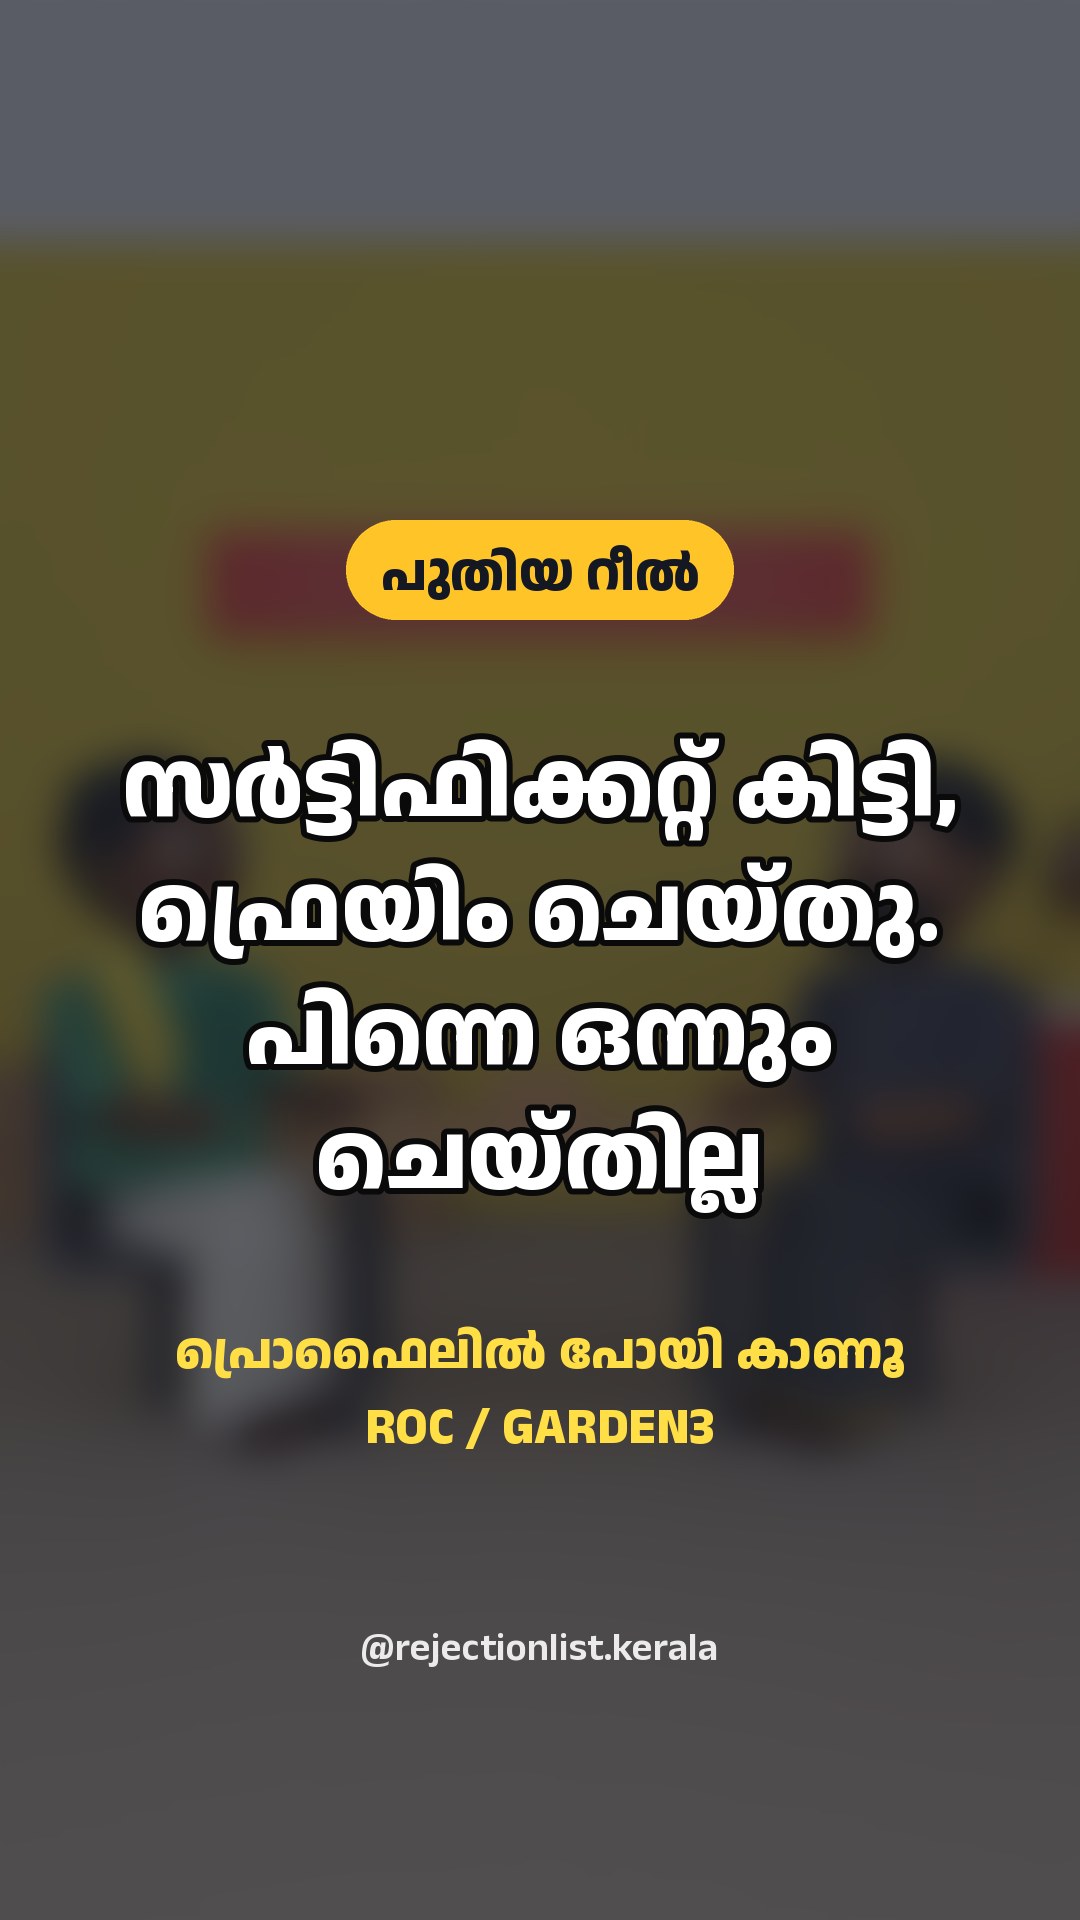 പുതിയ റീൽ
സർട്ടിഫിക്കറ്റ് കിട്ടി,
ഫ്രെയിം ചെയ്തു.
പിന്നെ ഒന്നും
ചെയ്തില്ല
പ്രൊഫൈലിൽ പോയി കാണൂ
ROC / GARDEN3
@rejectionlist.kerala